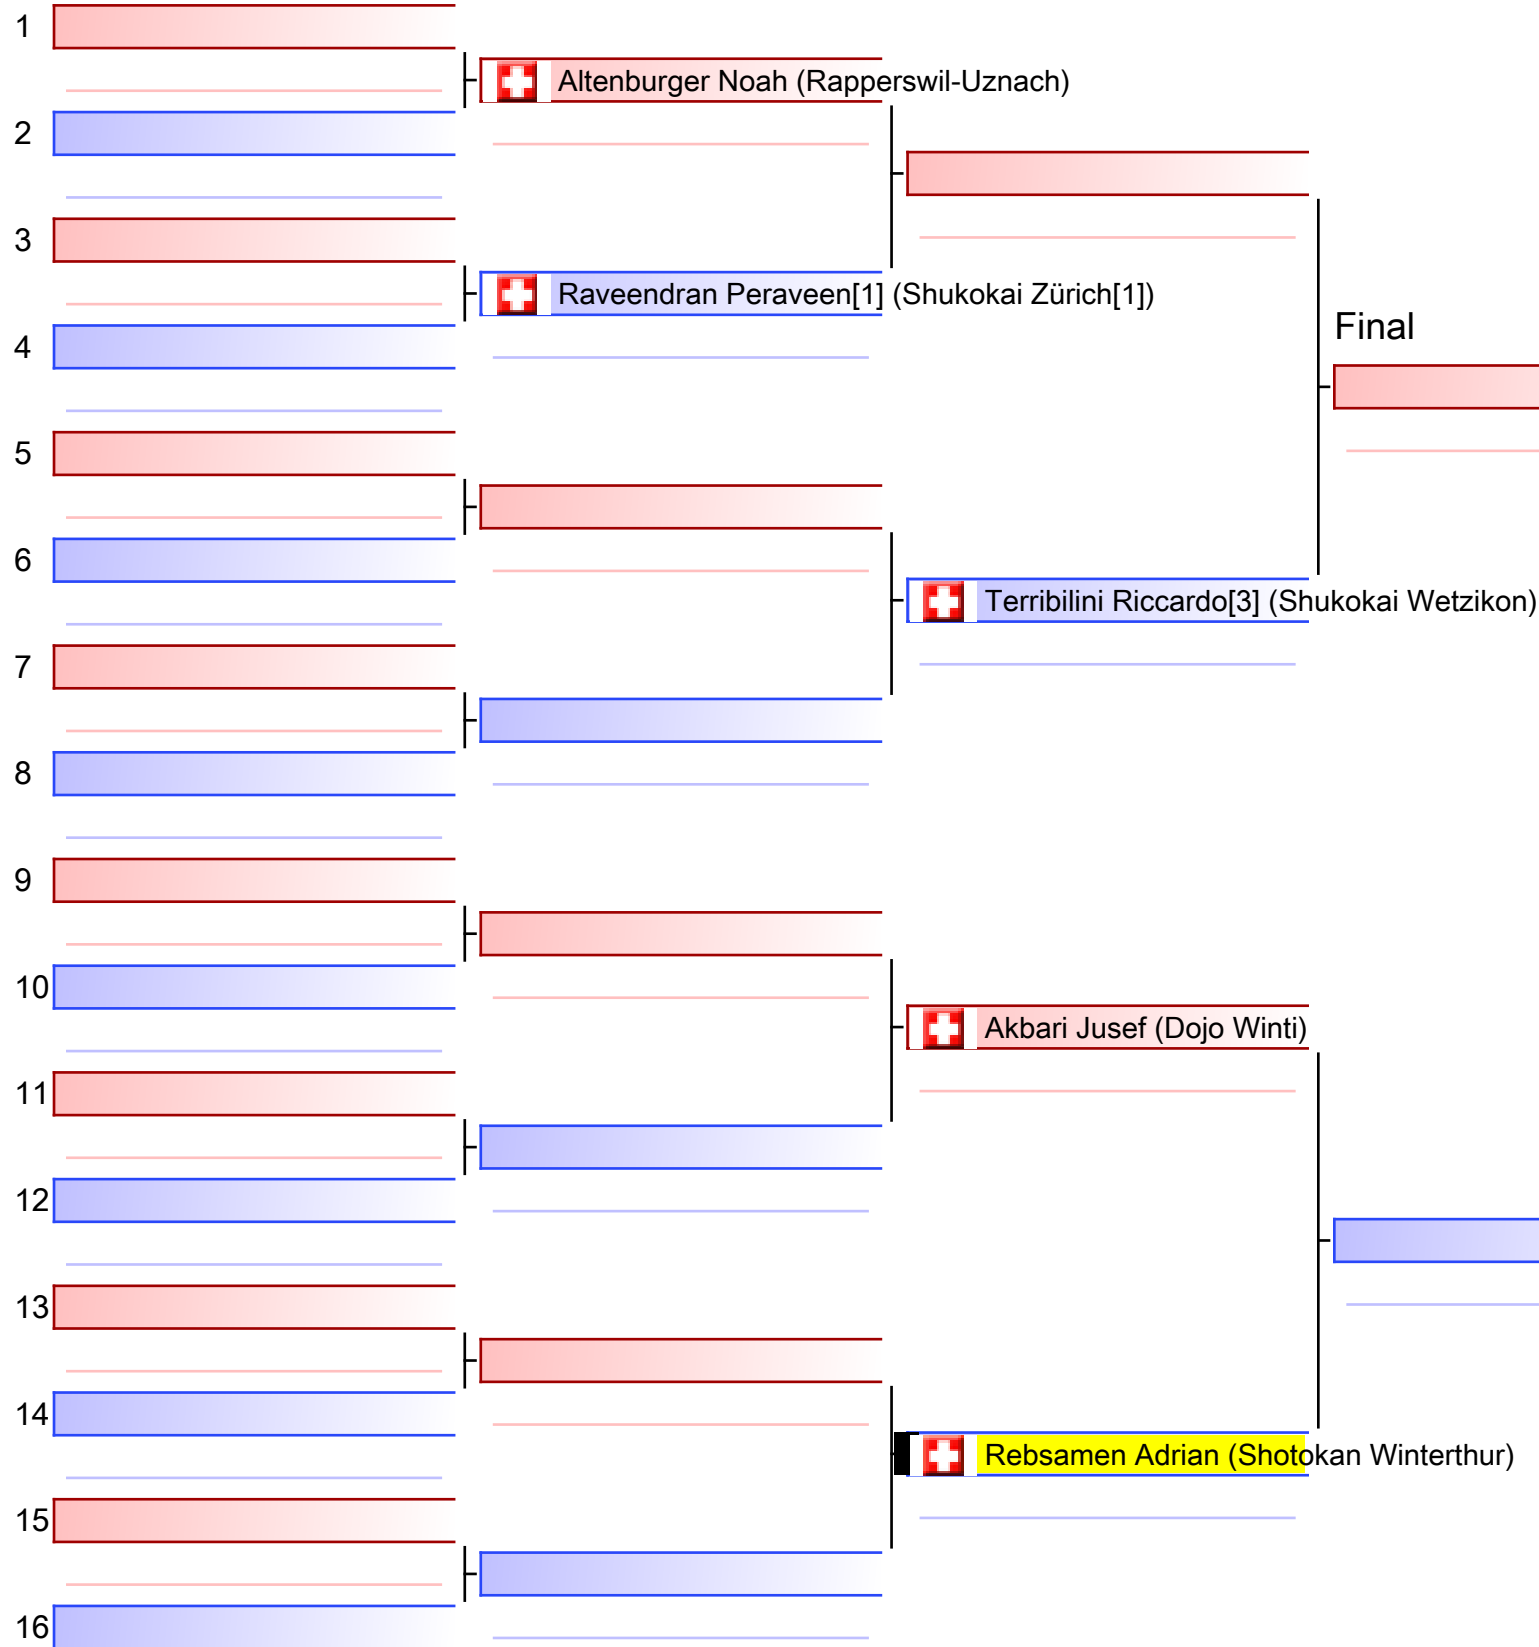 1
Altenburger Noah (Rapperswil-Uznach)
2
3
Raveendran Peraveen[1] (Shukokai Zürich[1])
Final
4
5
6
Terribilini Riccardo[3] (Shukokai Wetzikon)
7
8
9
10
Akbari Jusef (Dojo Winti)
11
12
13
14
Rebsamen Adrian (Shotokan Winterthur)
15
16